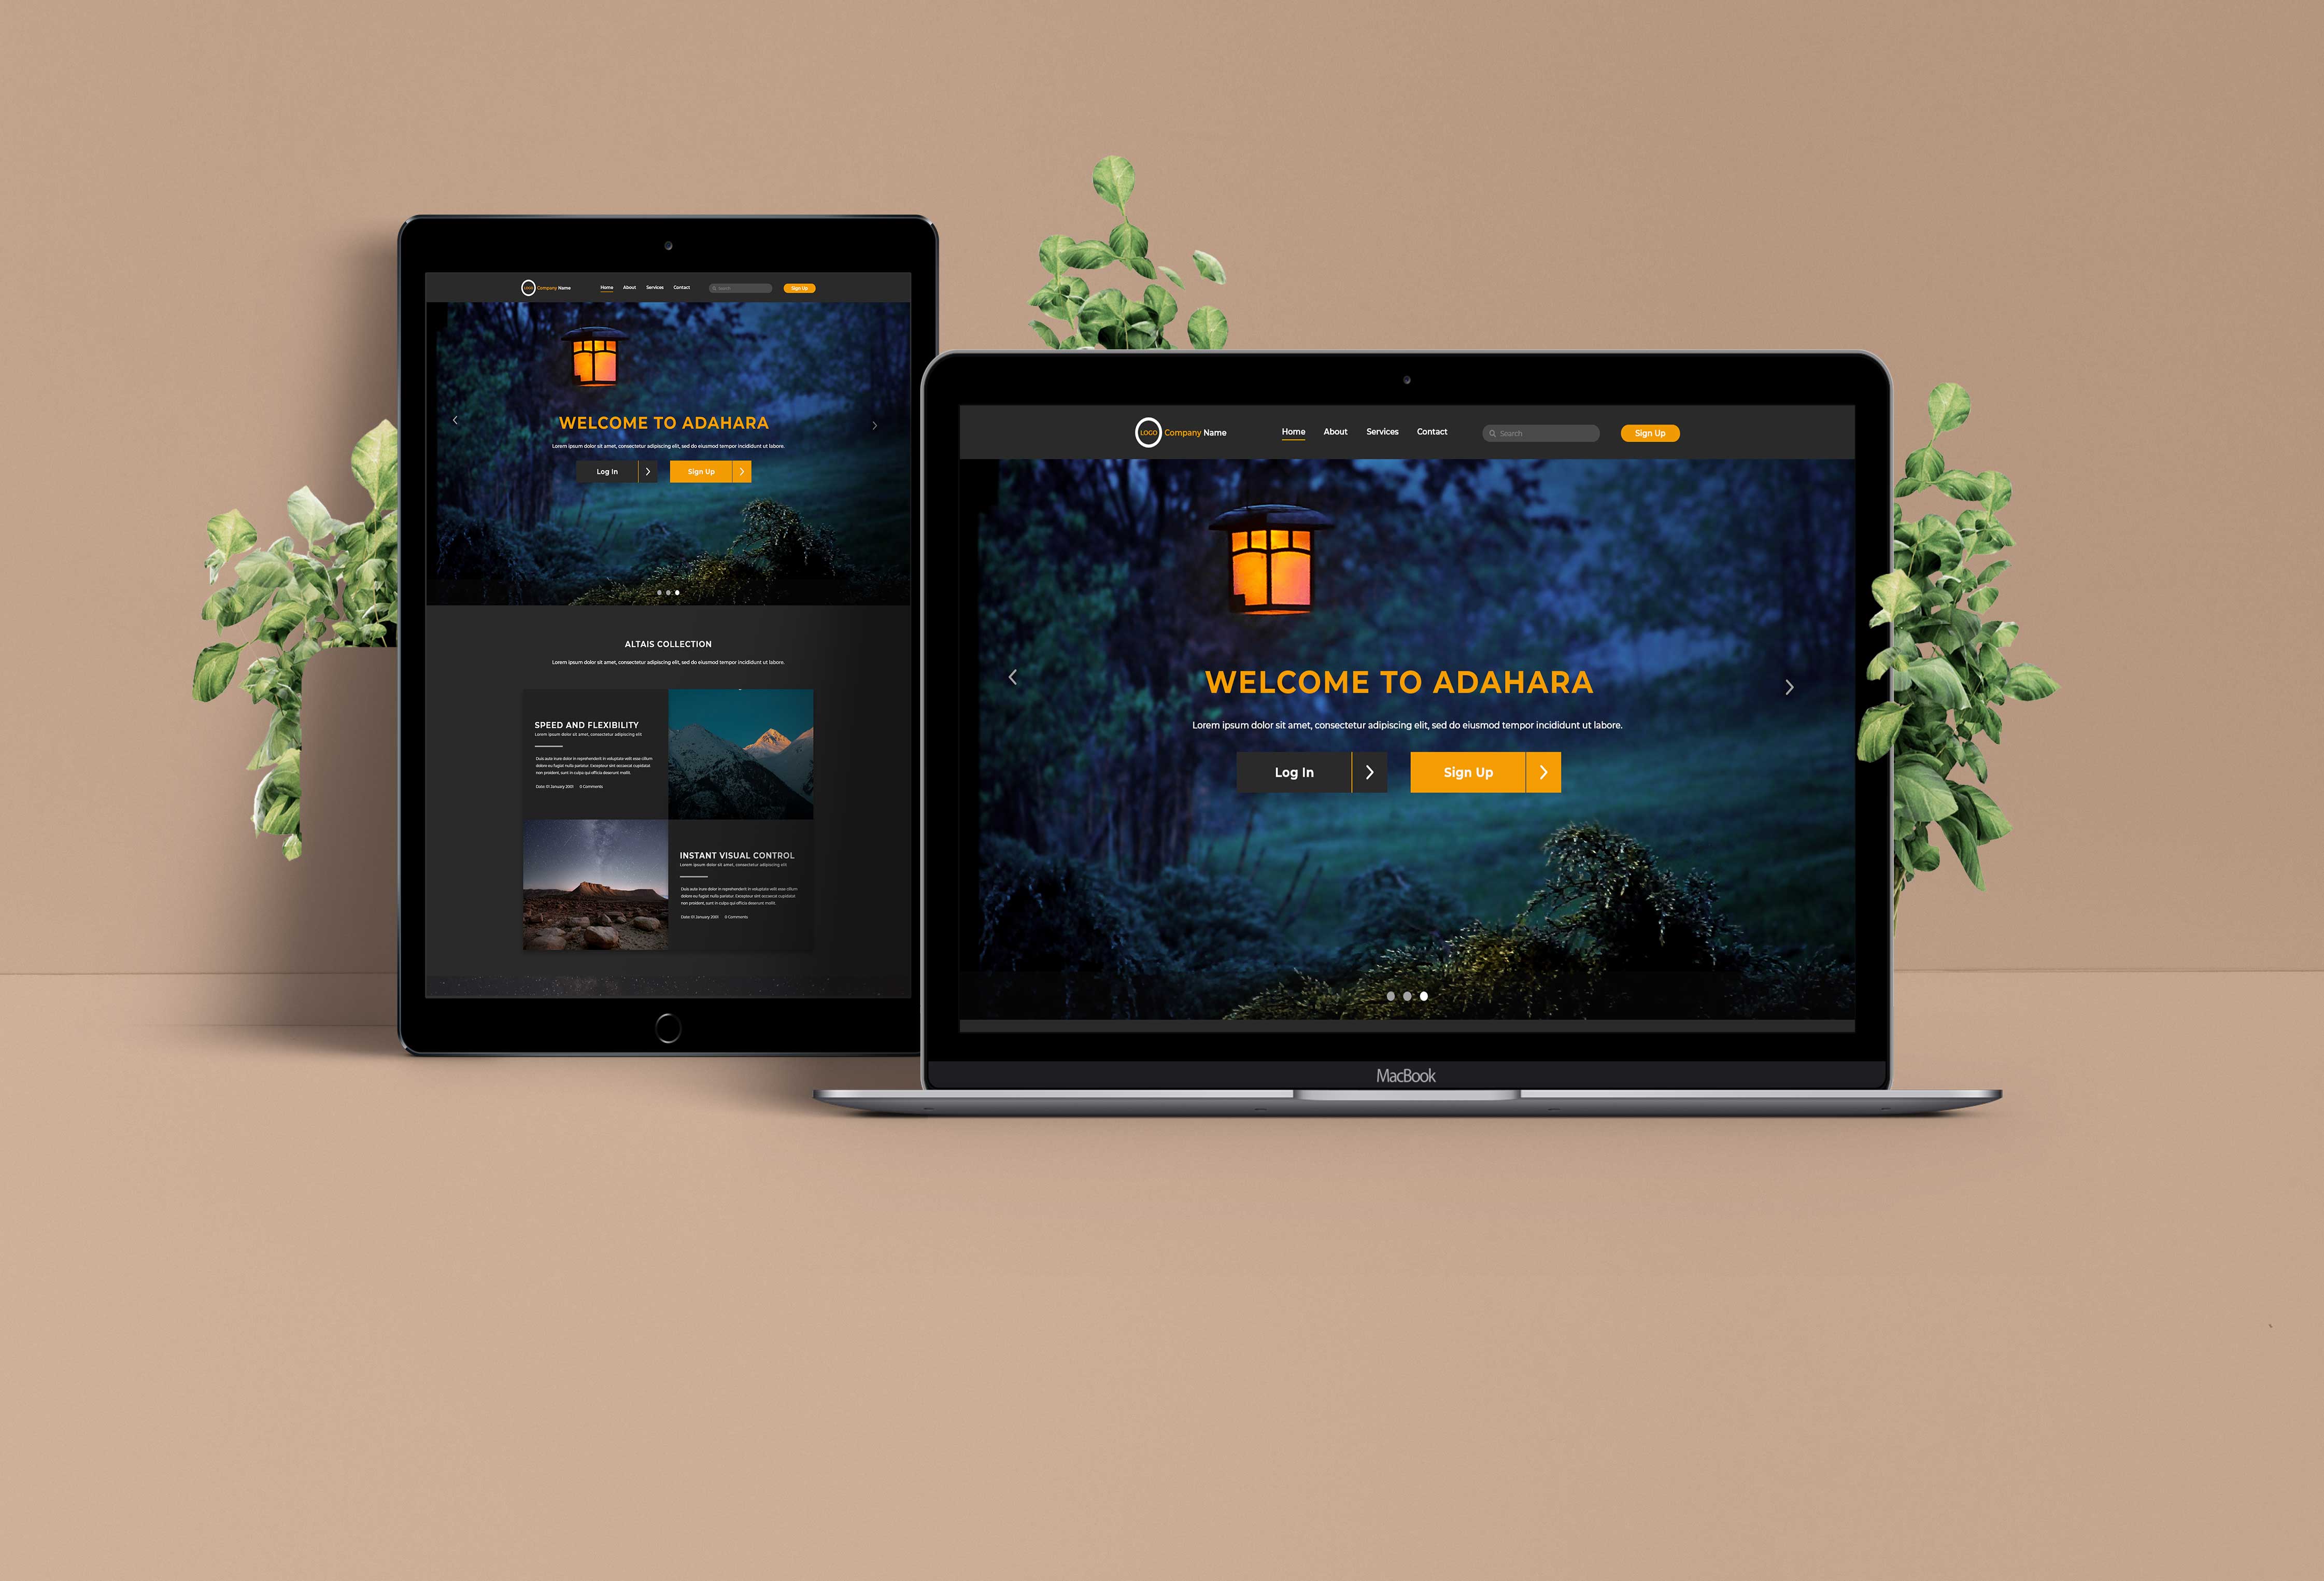 LOGO Company Name Home About Services Contact Search Sign Up
WELCOME TO ADAHARA
Lorem ipsum dolor sit amet, consectetur adipiscing elit, sed do eiusmod tempor incididunt ut labore.
Log In Sign Up
ALTAIS COLLECTION
Lorem ipsum dolor sit amet, consectetur adipiscing elit, sed do eiusmod tempor incididunt ut labore.
SPEED AND FLEXIBILITY
Lorem ipsum dolor sit amet, consectetur adipiscing elit
Duis aute irure dolor in reprehenderit in voluptate velit esse cillum
dolore eu fugiat nulla pariatur. Excepteur sint occaecat cupidatat
non proident, sunt in culpa qui officia deserunt mollit.
Date: 01 January 2001 0 Comments
INSTANT VISUAL CONTROL
Lorem ipsum dolor sit amet, consectetur adipiscing elit
Duis aute irure dolor in reprehenderit in voluptate velit esse cillum
dolore eu fugiat nulla pariatur. Excepteur sint occaecat cupidatat
non proident, sunt in culpa qui officia deserunt mollit.
Date: 01 January 2001 0 Comments
LOGO Company Name Home About Services Contact Search Sign Up
WELCOME TO ADAHARA
Lorem ipsum dolor sit amet, consectetur adipiscing elit, sed do eiusmod tempor incididunt ut labore.
Log In Sign Up
MacBook